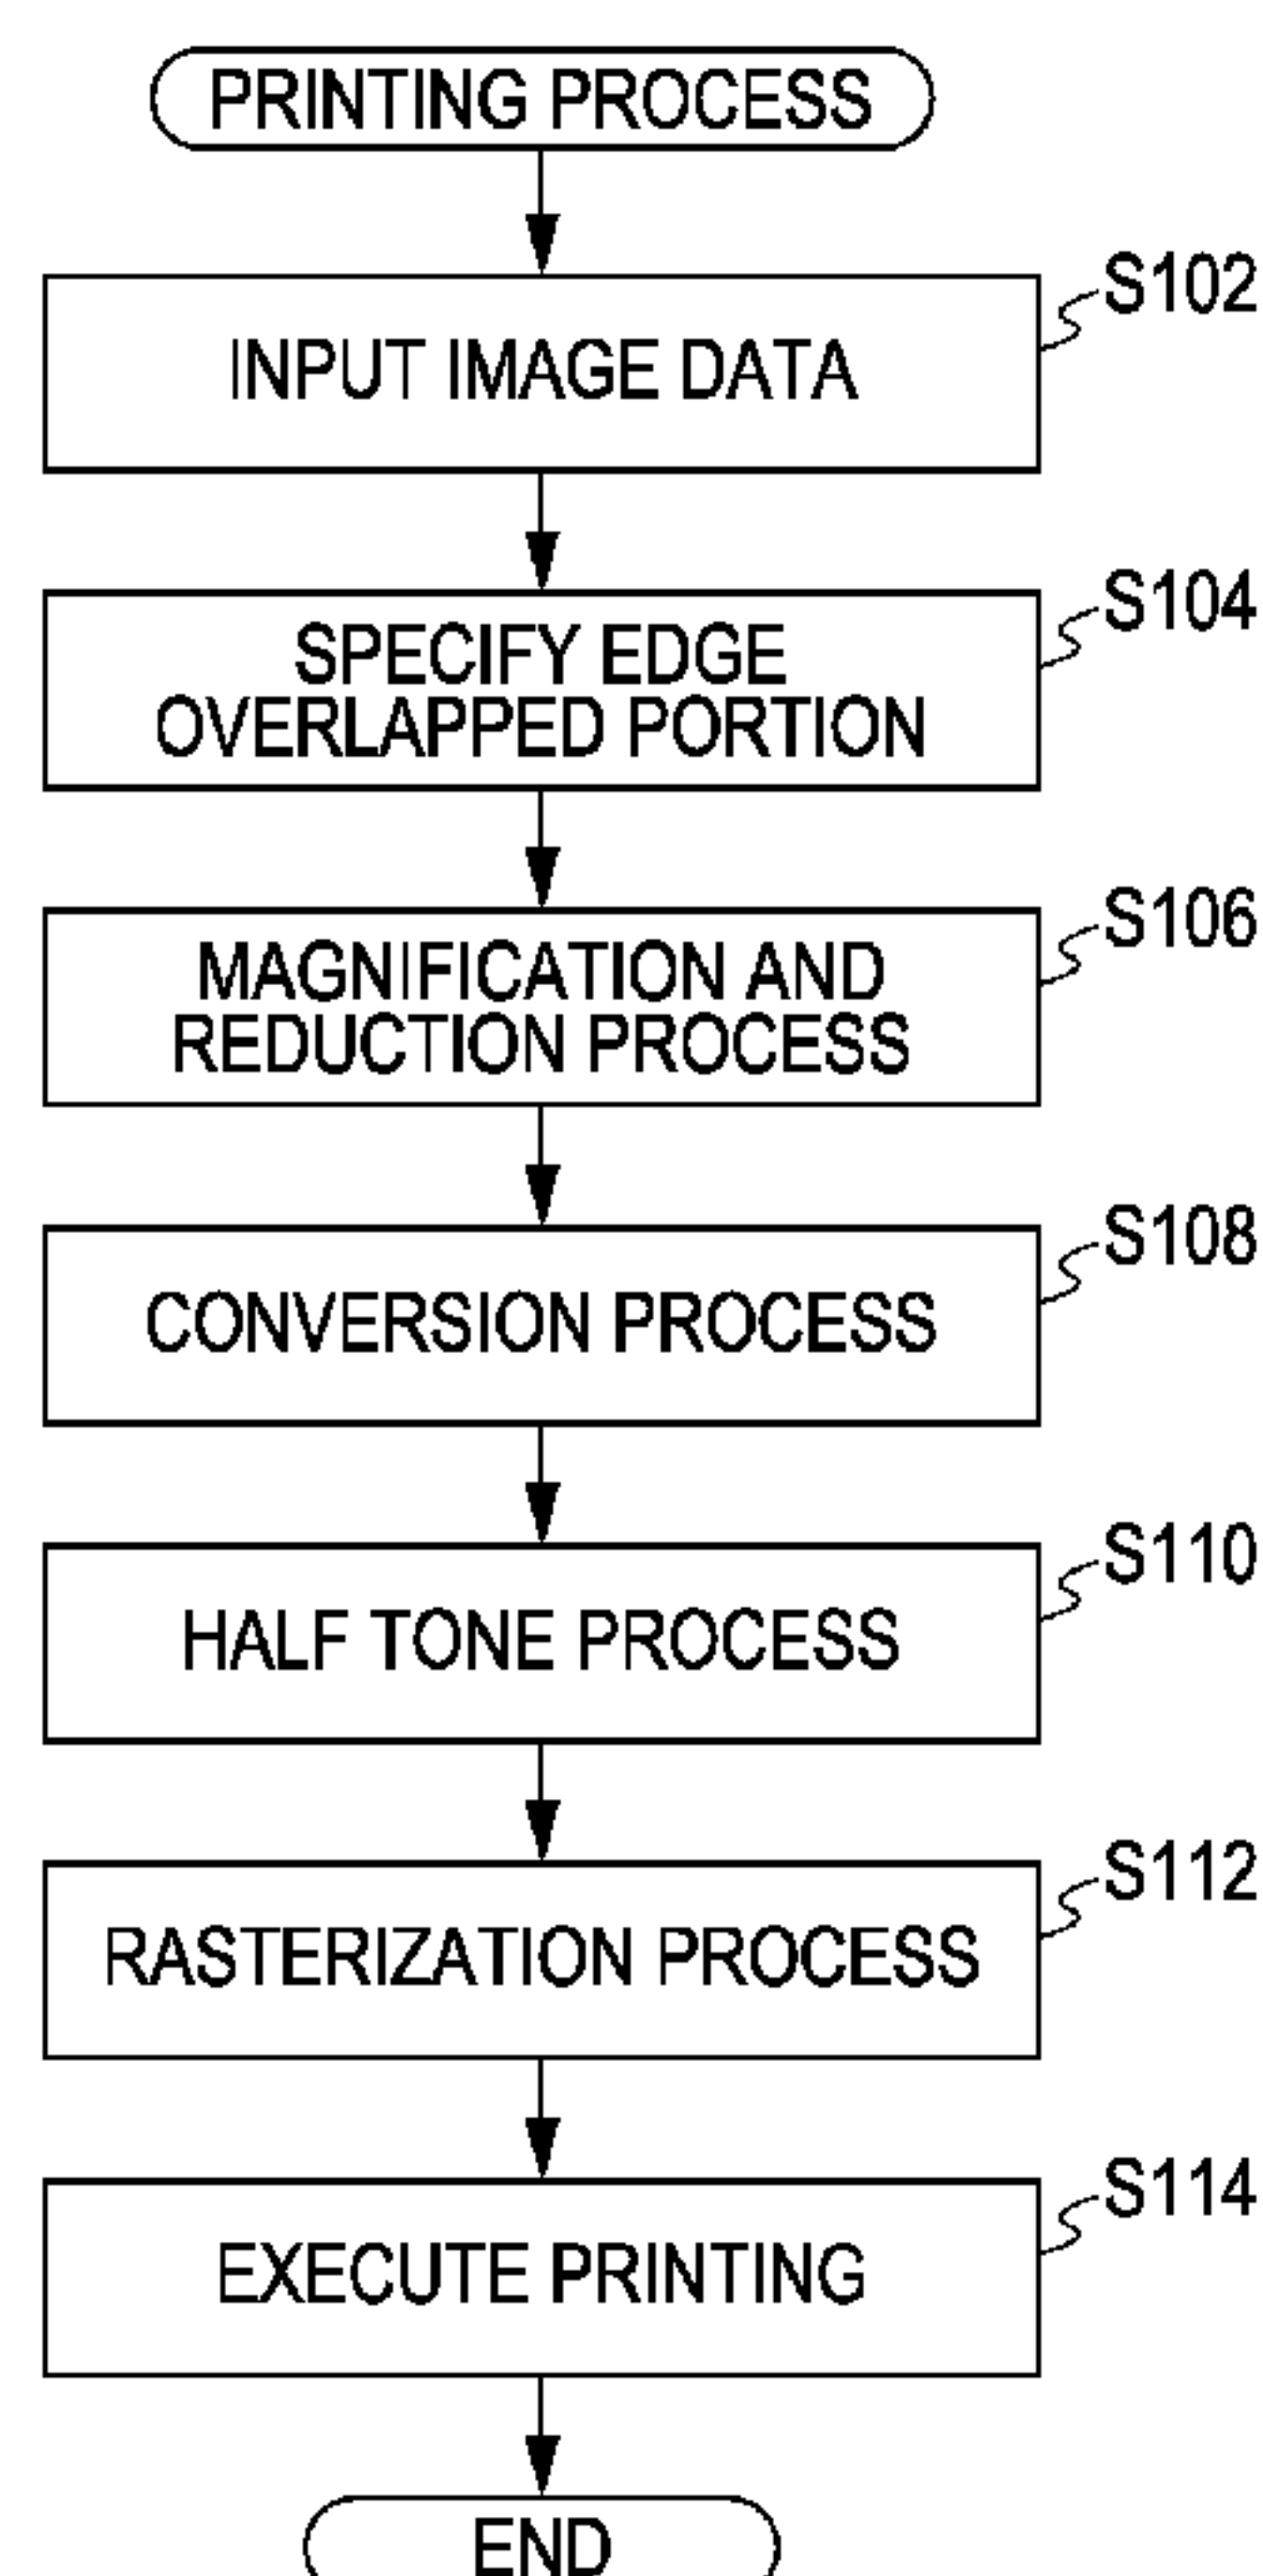 PRINTING PROCESS
S102
INPUT IMAGE DATA
S104
SPECIFY EDGE
OVERLAPPED PORTION
S106
MAGNIFICATION AND
REDUCTION PROCESS
S108
CONVERSION PROCESS
S110
HALF TONE PROCESS
S112
RASTERIZATION PROCESS
S114
EXECUTE PRINTING
END